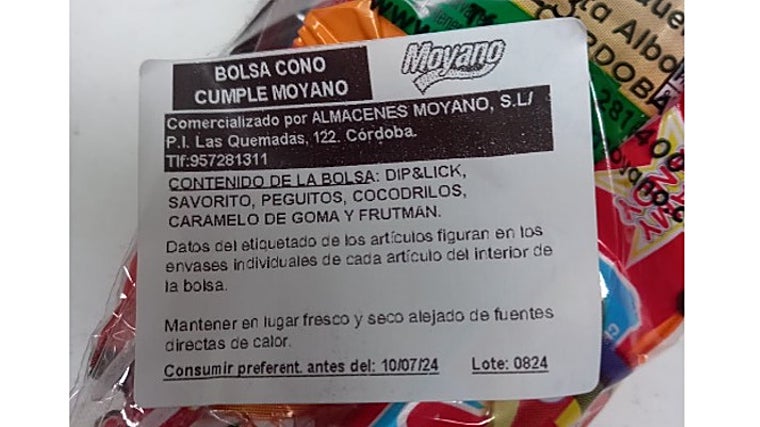 BOLSA CONO
CUMPLE MOYANO
Moyano
Comercializado por ALMACENES MOYANO, S.L/
P.I. Las Quemadas, 122. Córdoba.
Tlf:957281311
CONTENIDO DE LA BOLSA: DIP&LICK,
SAVORITO, PEGUITOS, COCODRILOS,
CARAMELO DE GOMA Y FRUTMAN.
Datos del etiquetado de los artículos figuran en los
envases individuales de cada artículo del interior de
la bolsa.
Mantener en lugar fresco y seco alejado de fuentes
directas de calor.
Consumir preferent. antes del: 10/07/24 Lote: 0824